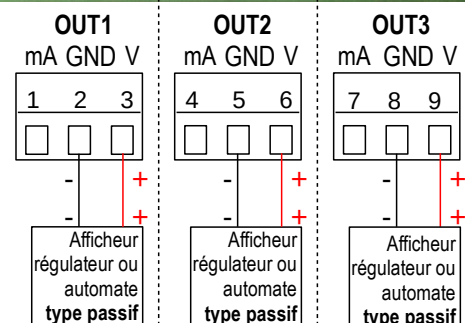 OUT1 OUT2 OUT3
mA GND V mA GND V mA GND V
1 2 3 4 5 6 7 8 9
- + - + - +
- + - + - +
Afficheur Afficheur Afficheur
régulateur ou régulateur ou régulateur ou
automate automate automate
type passif type passif type passif